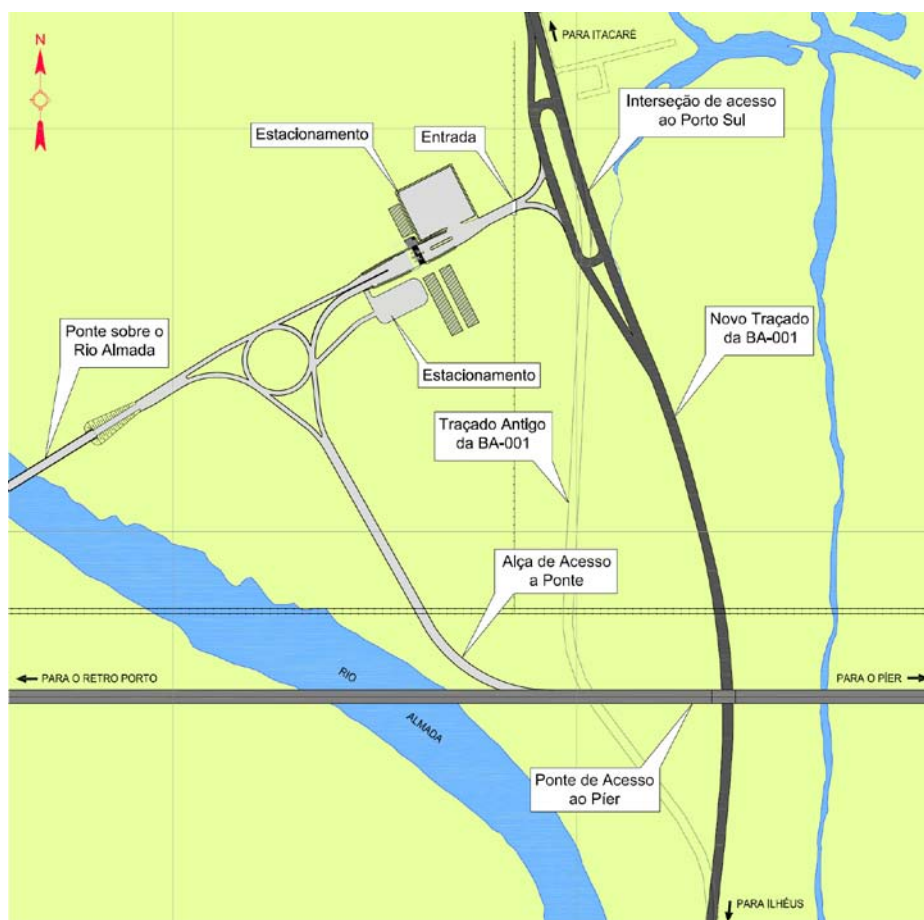 PARA ITACARÉ
N
Interseção de acesso
ao Porto Sul
Estacionamento
Entrada
Ponte sobre o
Rio Almada
Novo Traçado
da BA-001
Estacionamento
Traçado Antigo
da BA-001
Alça de Acesso
a Ponte
RIO
PARA O RETRO PORTO
PARA O PÍER
ALMADA
Ponte de Acesso
ao Píer
PARA ILHÉUS